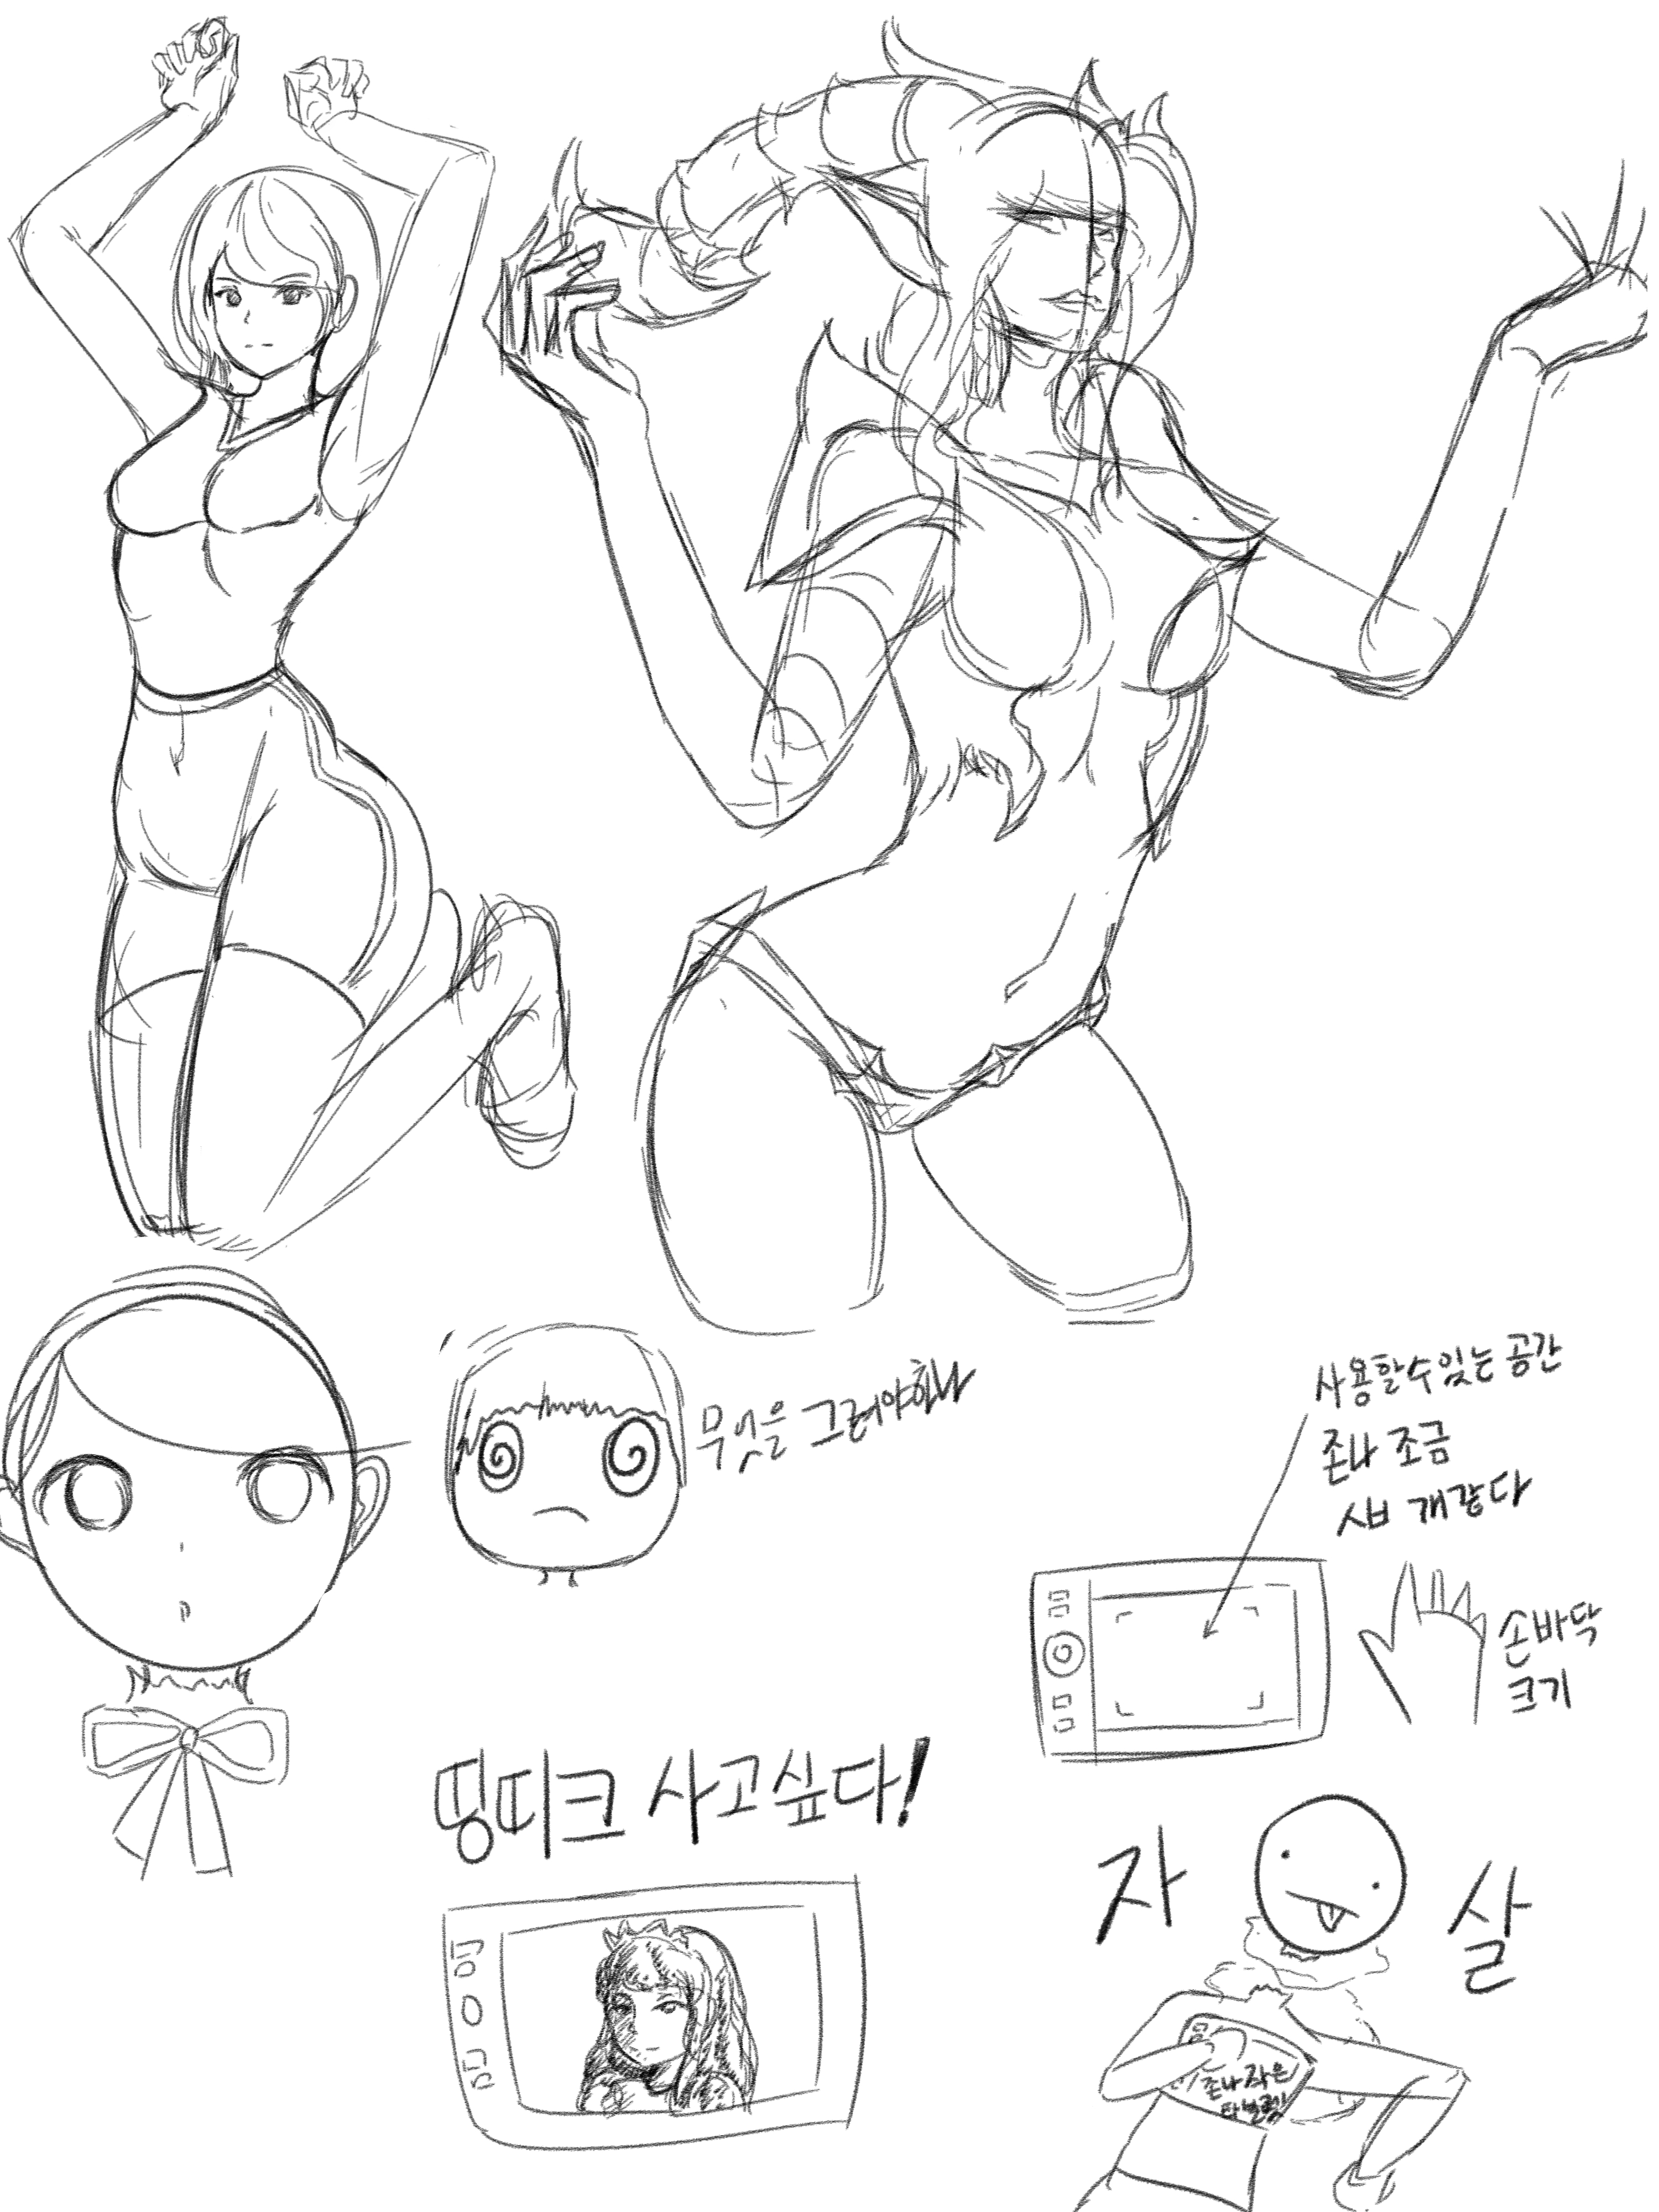 무엇을 그려야하나
사용할수있는 공간
존나 조금
시브 개같다
손바닥
크기
띵띠크 사고싶다!
자
살
존나 작은
타블렛